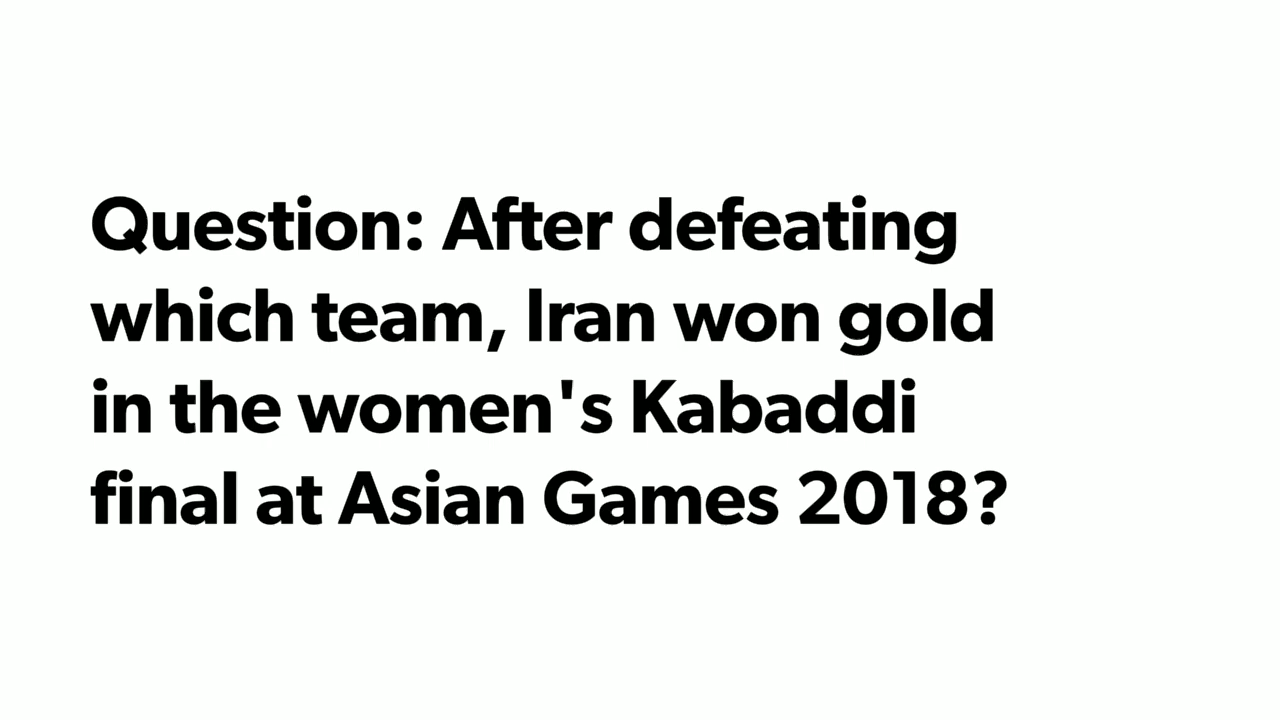 Question: After defeating
which team, Iran won gold
in the women's Kabaddi
final at Asian Games 2018?